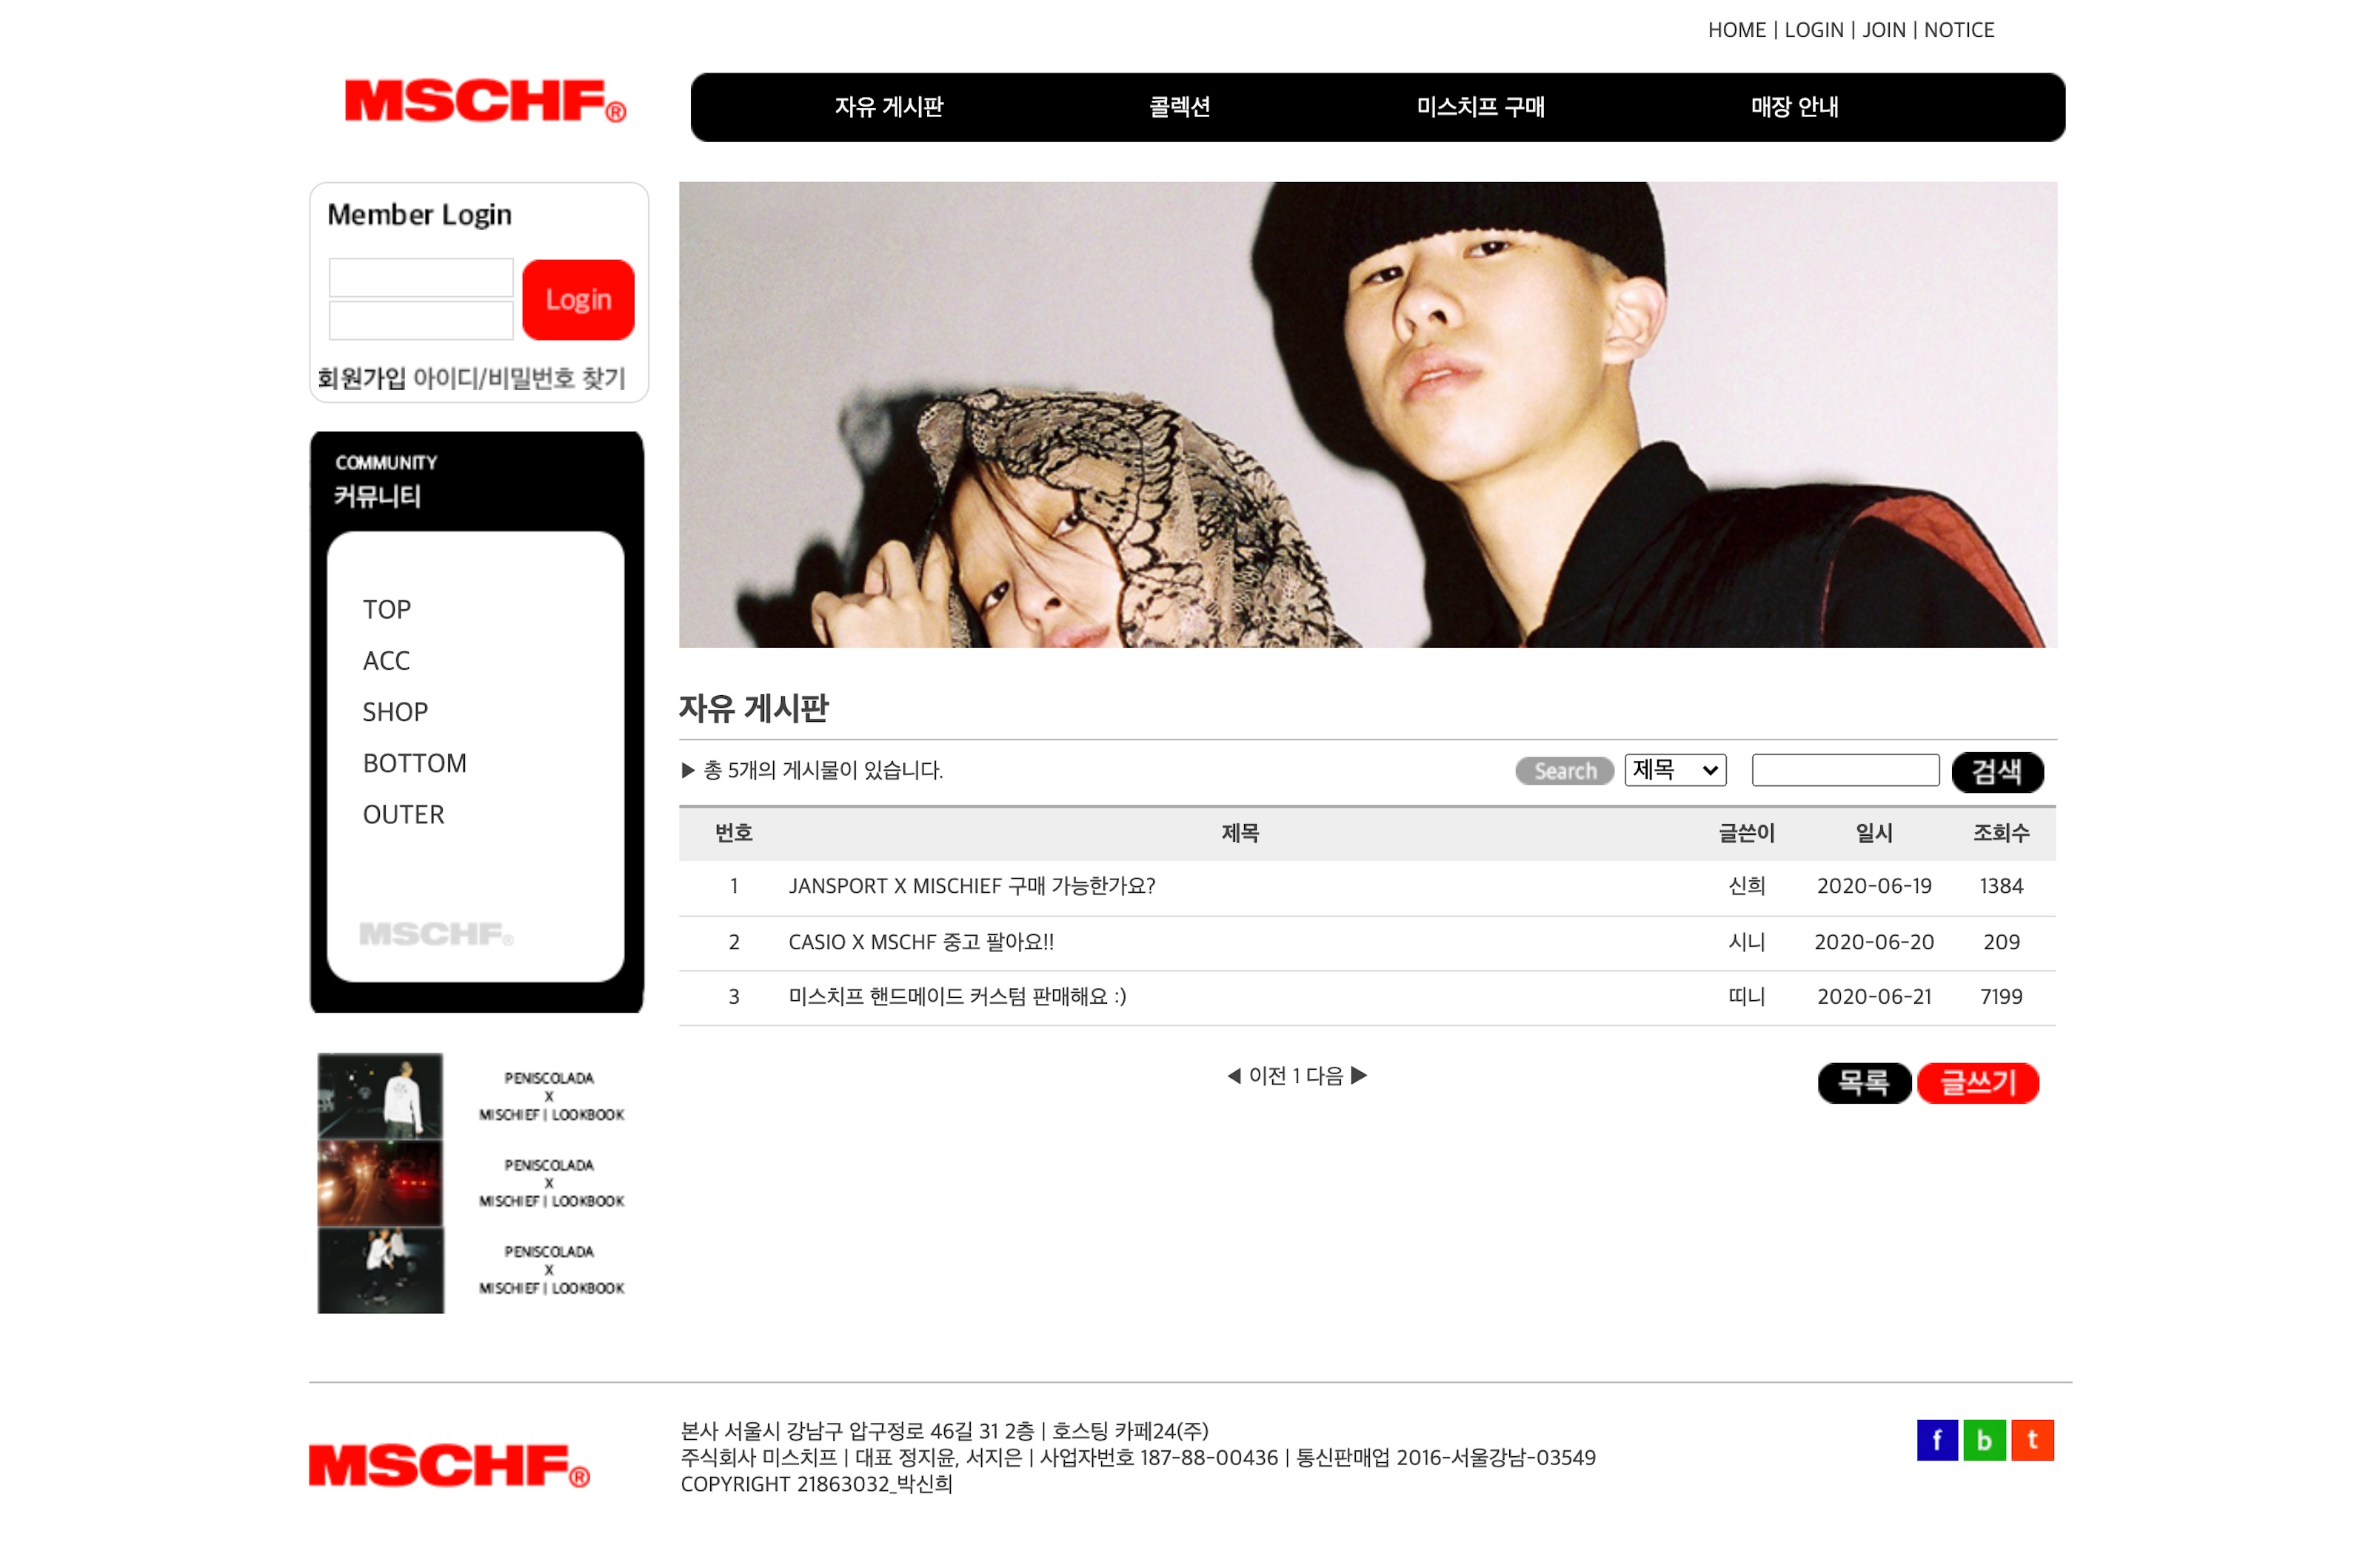 HOME | LOGIN | JOIN | NOTICE
MSCHF®
자유 게시판 콜렉션 미스치프 구매 매장 안내
Member Login
Login
회원가입 아이디/비밀번호 찾기
COMMUNITY
커뮤니티
TOP
ACC
SHOP
BOTTOM
OUTER
MSCHF®
PENISCOLADA
X
MISCHIEF | LOOKBOOK
PENISCOLADA
X
MISCHIEF | LOOKBOOK
PENISCOLADA
X
MISCHIEF | LOOKBOOK
자유 게시판
▶ 총 5개의 게시물이 있습니다.
Search 제목 검색
번호 제목 글쓴이 일시 조회수
1 JANSPORT X MISCHIEF 구매 가능한가요? 신희 2020-06-19 1384
2 CASIO X MSCHF 중고 팔아요!! 시니 2020-06-20 209
3 미스치프 핸드메이드 커스텀 판매해요 :) 띠니 2020-06-21 7199
◀ 이전 1 다음 ▶
목록 글쓰기
MSCHF®
본사 서울시 강남구 압구정로 46길 31 2층 | 호스팅 카페24(주)
주식회사 미스치프 | 대표 정지윤, 서지은 | 사업자번호 187-88-00436 | 통신판매업 2016-서울강남-03549
COPYRIGHT 21863032_박신희
f b t